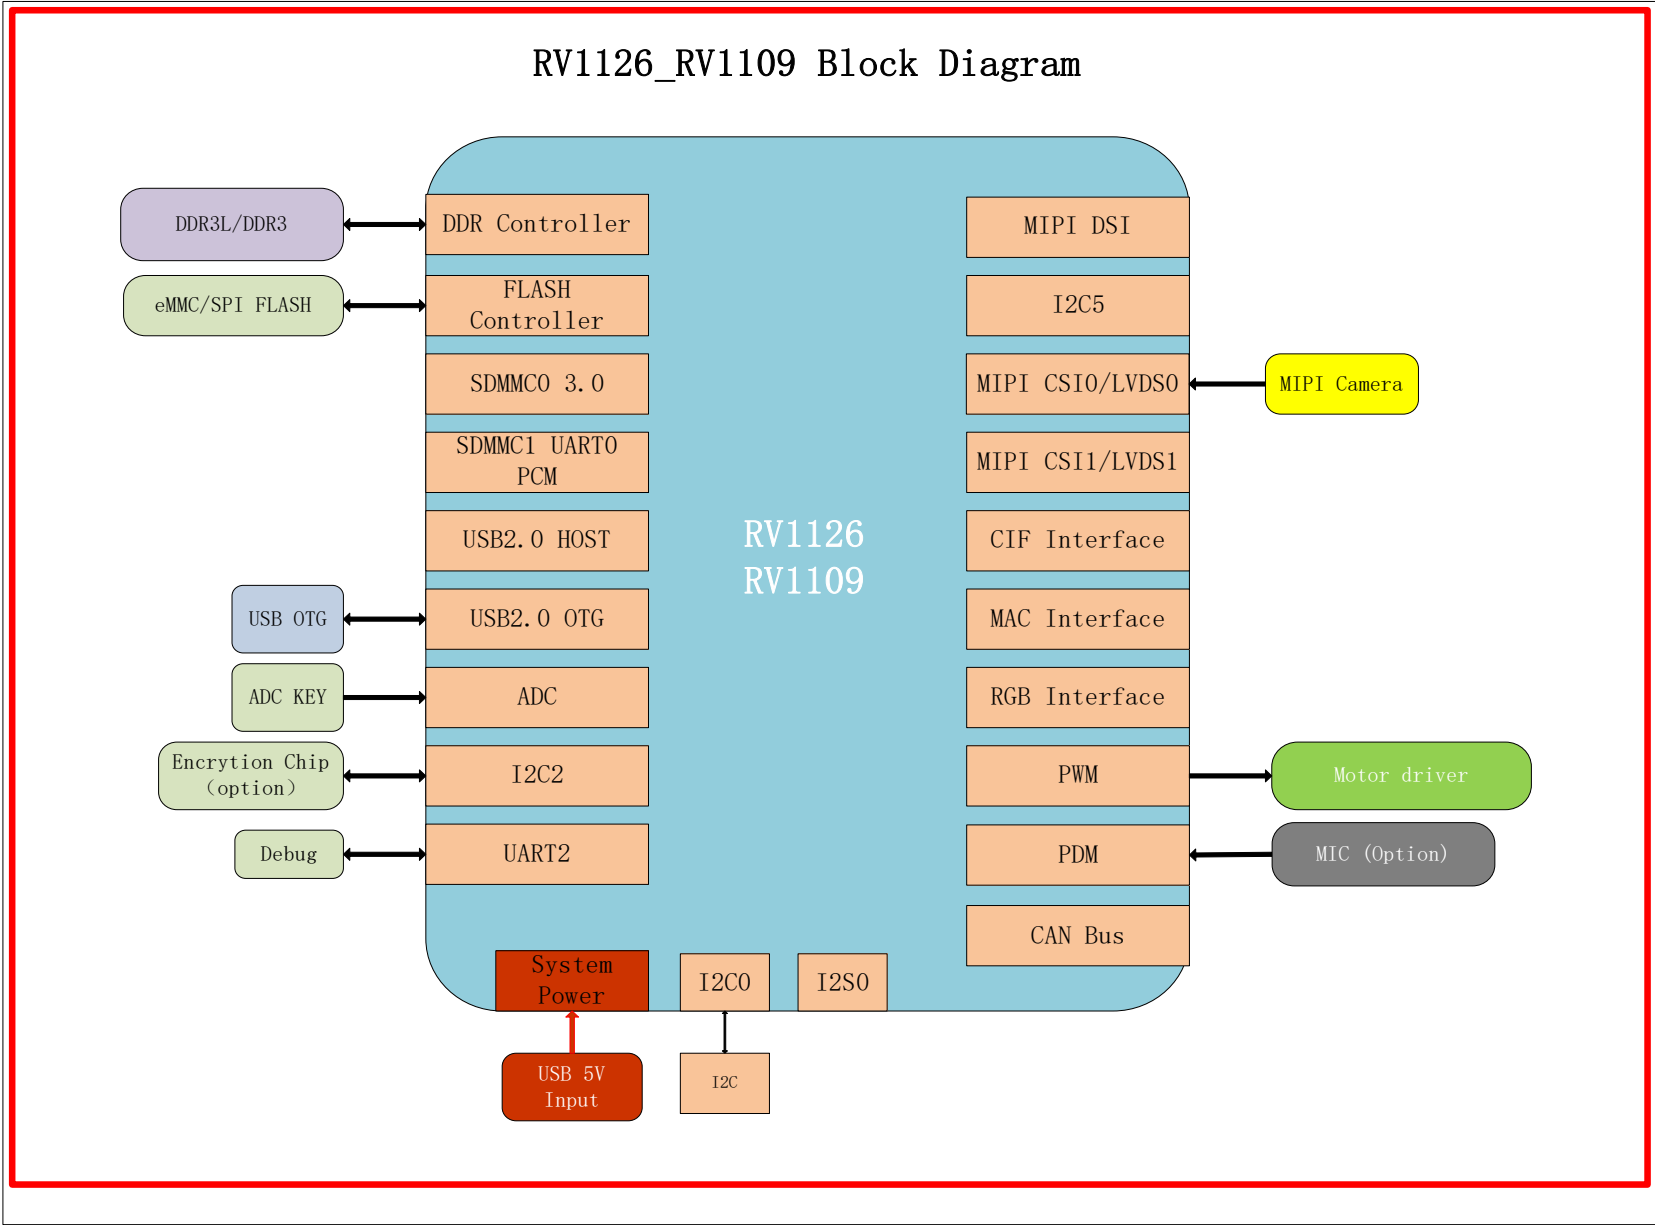 RV1126_RV1109 Block Diagram
DDR3L/DDR3
DDR Controller
MIPI DSI
eMMC/SPI FLASH
FLASH
Controller
I2C5
SDMMC0 3.0
MIPI CSI0/LVDS0
MIPI Camera
SDMMC1 UART0
PCM
MIPI CSI1/LVDS1
USB2.0 HOST
RV1126
RV1109
CIF Interface
USB OTG
USB2.0 OTG
MAC Interface
ADC KEY
ADC
RGB Interface
Encrytion Chip
（option）
I2C2
PWM
Motor driver
Debug
UART2
PDM
MIC (Option)
CAN Bus
System
Power
I2C0
I2S0
USB 5V
Input
I2C